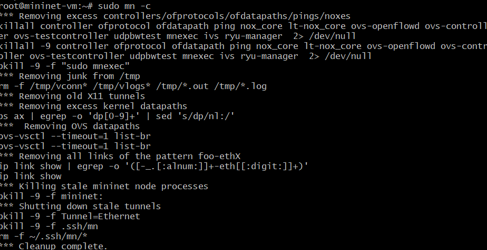 root@mininet-vm:~# sudo mn -c
*** Removing excess controllers/ofprotocols/ofdatapaths/pings/noxes
killall controller ofprotocol ofdatapath ping nox_core lt-nox_core ovs-openflowd ovs-control
ler ovs-testcontroller udpbwtest mnexec ivs ryu-manager  2> /dev/null
killall -9 controller ofprotocol ofdatapath ping nox_core lt-nox_core ovs-openflowd ovs-cont
roller ovs-testcontroller udpbwtest mnexec ivs ryu-manager  2> /dev/null
pkill -9 -f "sudo mnexec"
*** Removing junk from /tmp
rm -f /tmp/vconn* /tmp/vlogs* /tmp/*.out /tmp/*.log
*** Removing old X11 tunnels
*** Removing excess kernel datapaths
ps ax | egrep -o 'dp[0-9]+' | sed 's/dp/nl:/'
***  Removing OVS datapaths
ovs-vsctl --timeout=1 list-br
ovs-vsctl --timeout=1 list-br
*** Removing all links of the pattern foo-ethX
ip link show | egrep -o '([-_.[:alnum:]]+-eth[[:digit:]]+)'
ip link show
*** Killing stale mininet node processes
pkill -9 -f mininet:
*** Shutting down stale tunnels
pkill -9 -f Tunnel=Ethernet
pkill -9 -f .ssh/mn
rm -f ~/.ssh/mn/*
*** Cleanup complete.